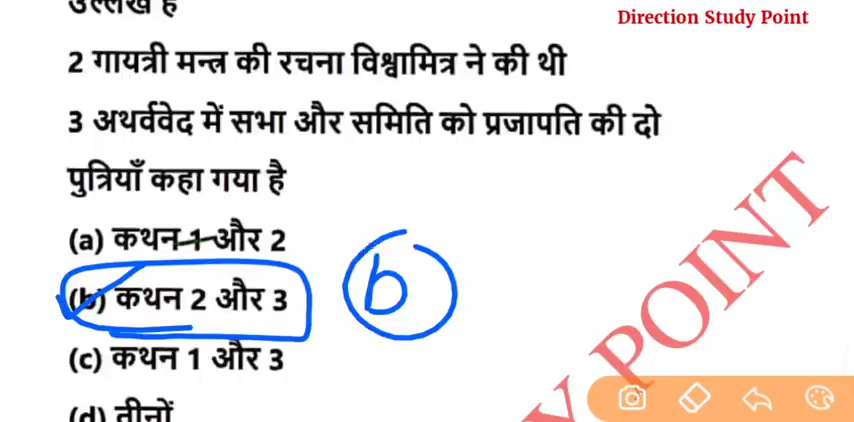 उल्लेख है
Direction Study Point
2 गायत्री मन्त्र की रचना विश्वामित्र ने की थी
3 अथर्ववेद में सभा और समिति को प्रजापति की दो
पुत्रियाँ कहा गया है
(a) कथन 1 और 2
(b) कथन 2 और 3
b
(c) कथन 1 और 3
(d) तीनों
Y POINT